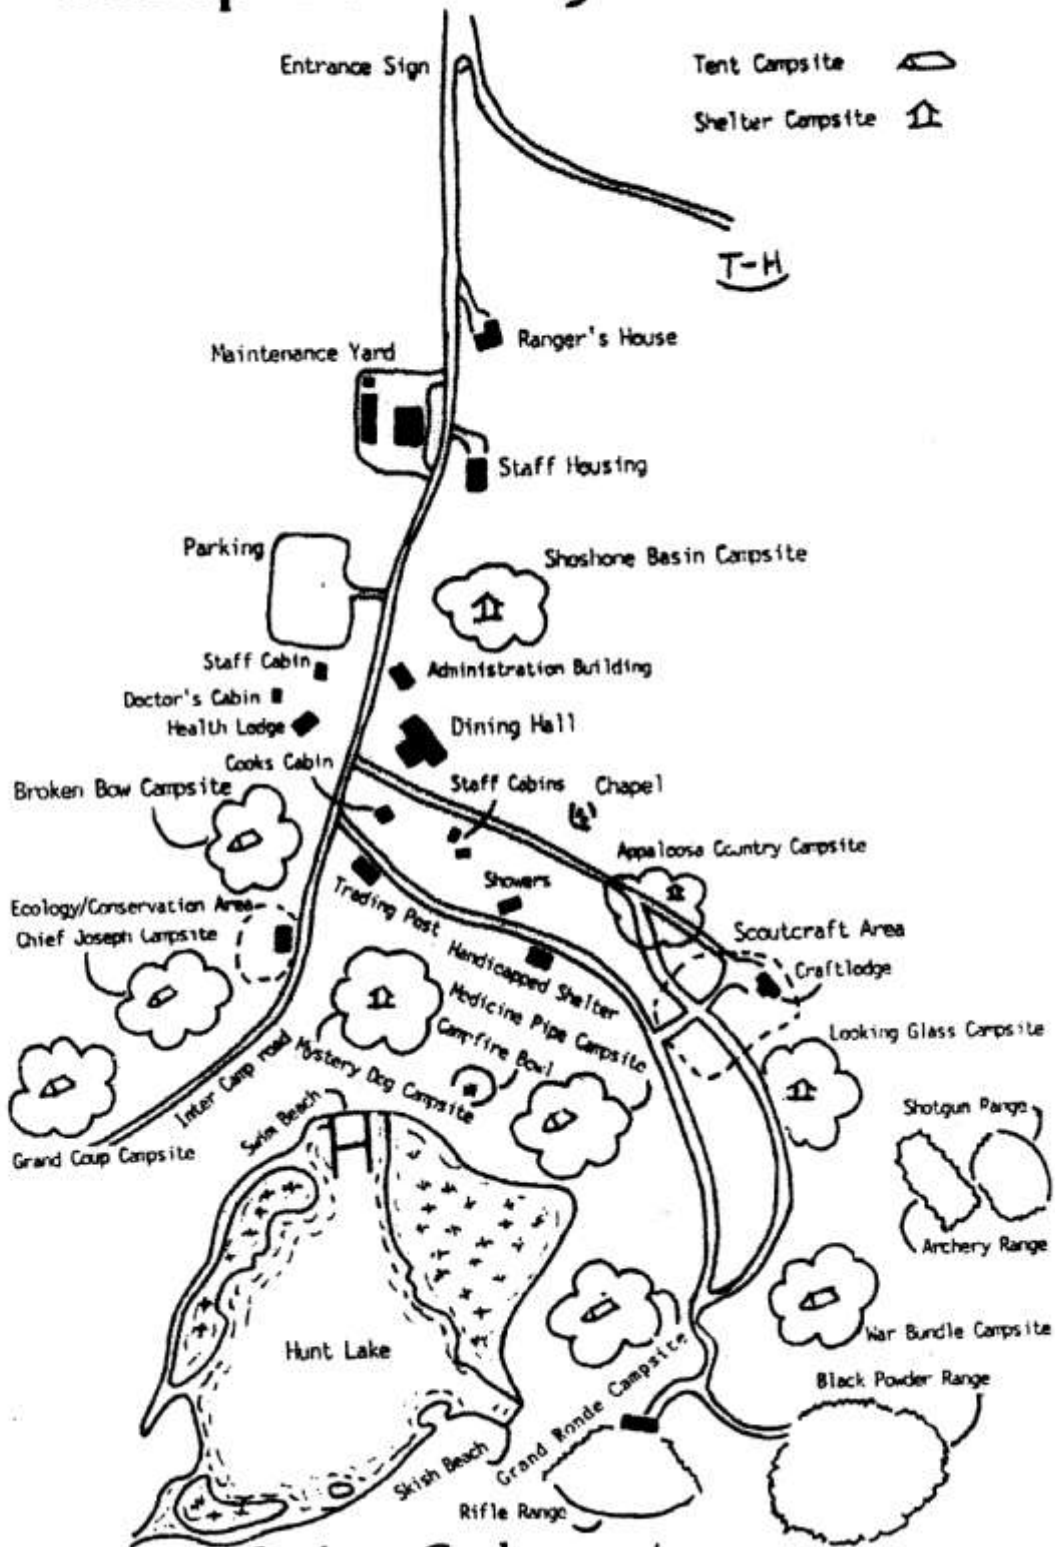 Entrance Sign
Tent Campsite
Shelter Campsite
T-H
Ranger's House
Maintenance Yard
Staff Housing
Parking
Shoshone Basin Campsite
Staff Cabin
Administration Building
Doctor's Cabin
Health Lodge
Dining Hall
Cooks Cabin
Staff Cabins
Chapel
Broken Bow Campsite
Appaloosa Country Campsite
Showers
Trading Post
Ecology/Conservation Area
Chief Joseph Campsite
Scoutcraft Area
Handicapped Shelter
Craftlodge
Medicine Pipe Campsite
Looking Glass Campsite
Campfire Bowl
Mystery Dog Campsite
Inter Camp road
Swim Beach
Shotgun Range
Grand Coup Campsite
Archery Range
War Bundle Campsite
Hunt Lake
Black Powder Range
Grand Ronde Campsite
Skish Beach
Rifle Range